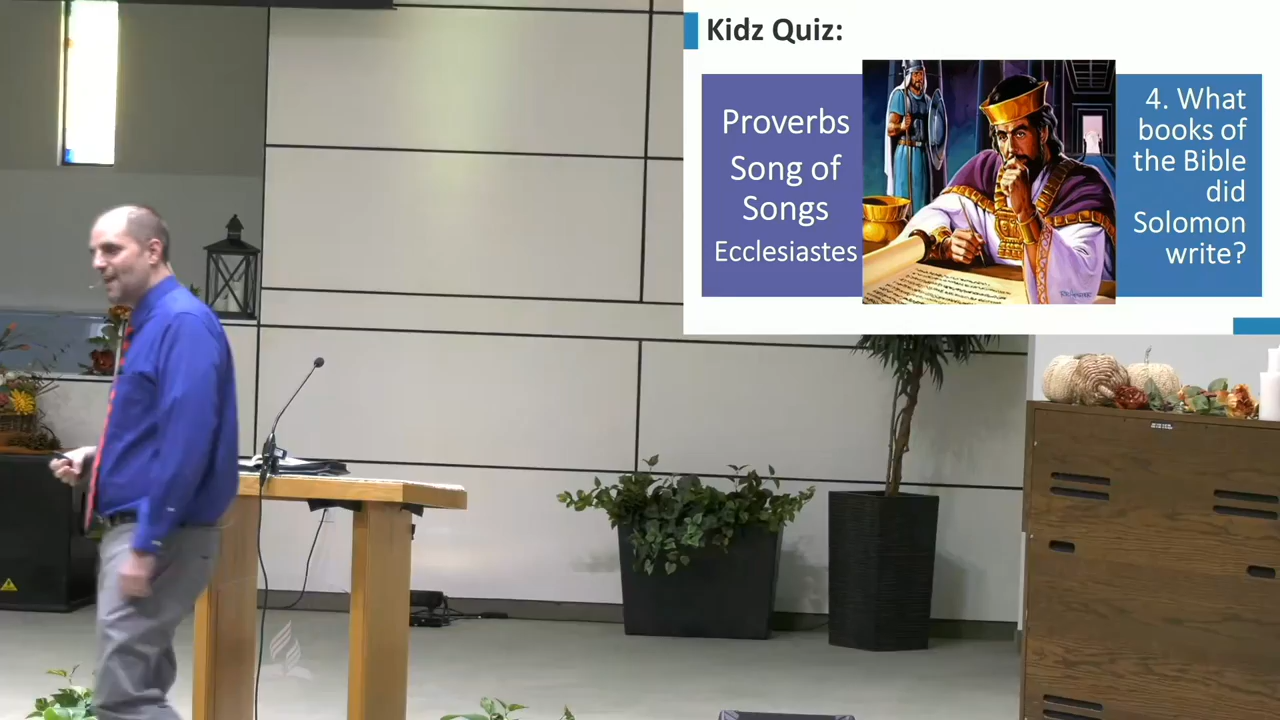 Kidz Quiz:
Proverbs
Song of
Songs
Ecclesiastes
4. What
books of
the Bible
did
Solomon
write?